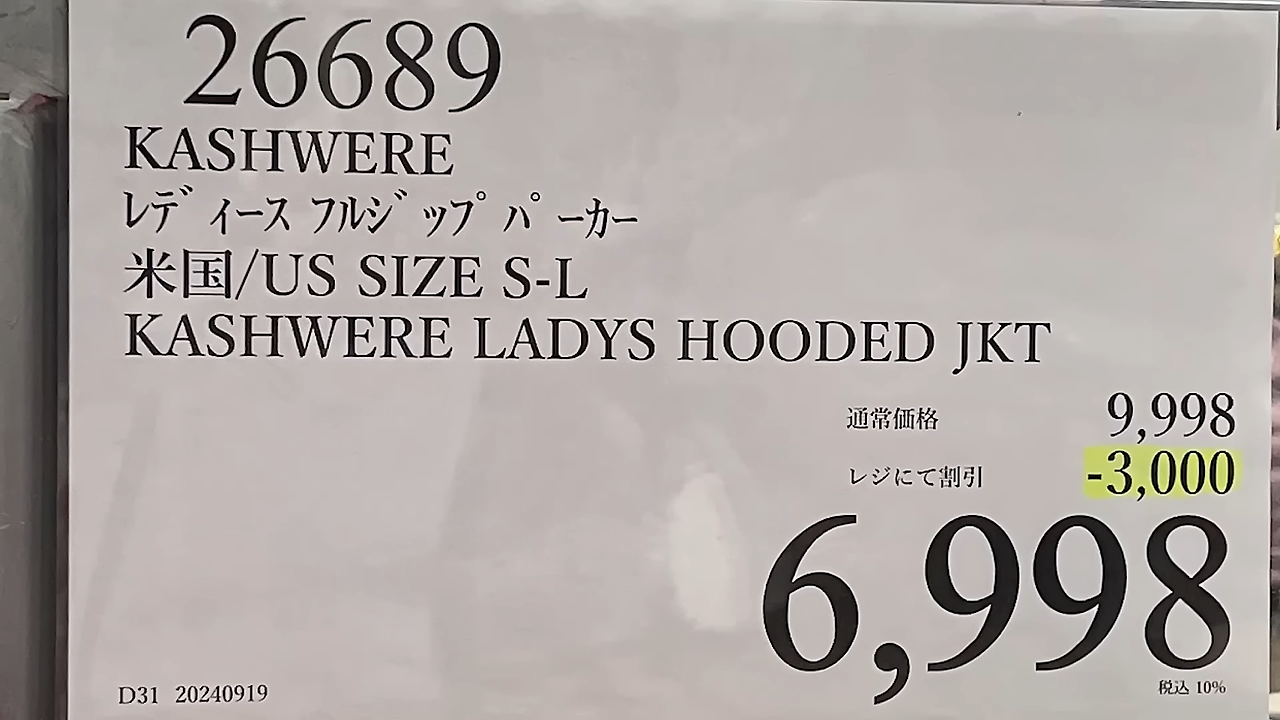 26689
KASHWERE
ﾚﾃﾞｨｰｽ ﾌﾙｼﾞｯﾌﾟ ﾊﾟｰｶｰ
米国/US SIZE S-L
KASHWERE LADYS HOODED JKT
通常価格 9,998
レジにて割引 -3,000
6,998
税込 10%
D31 20240919